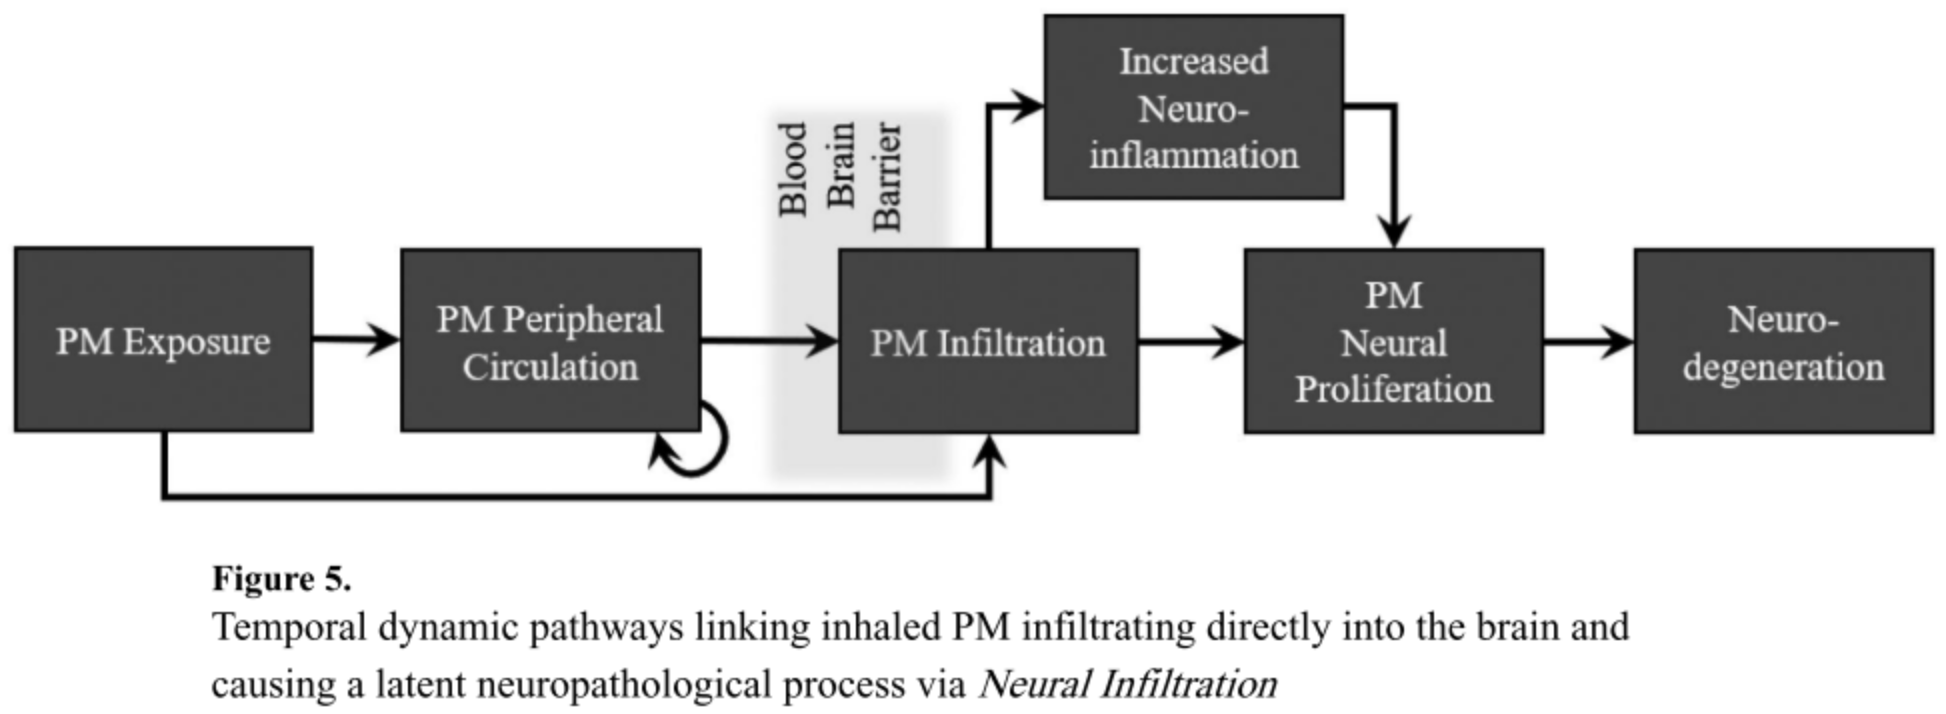 Increased
Neuro-
inflammation
Blood
Brain
Barrier
PM Exposure
PM Peripheral
Circulation
PM Infiltration
PM
Neural
Proliferation
Neuro-
degeneration
Figure 5.
Temporal dynamic pathways linking inhaled PM infiltrating directly into the brain and
causing a latent neuropathological process via Neural Infiltration